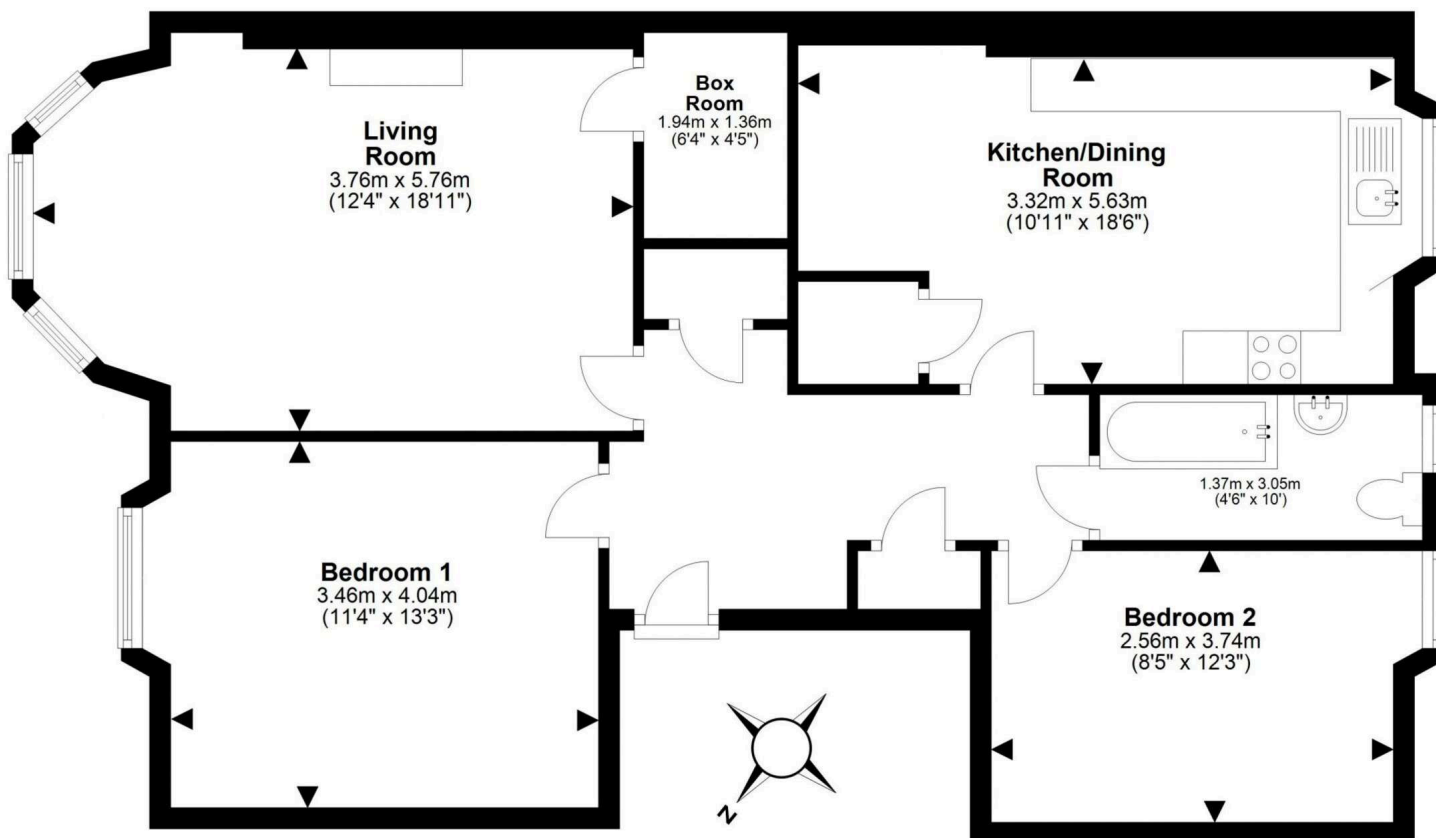 Living
Room
3.76m x 5.76m
(12'4" x 18'11")
Box
Room
1.94m x 1.36m
(6'4" x 4'5")
Kitchen/Dining
Room
3.32m x 5.63m
(10'11" x 18'6")
1.37m x 3.05m
(4'6" x 10')
Bedroom 1
3.46m x 4.04m
(11'4" x 13'3")
Bedroom 2
2.56m x 3.74m
(8'5" x 12'3")
N